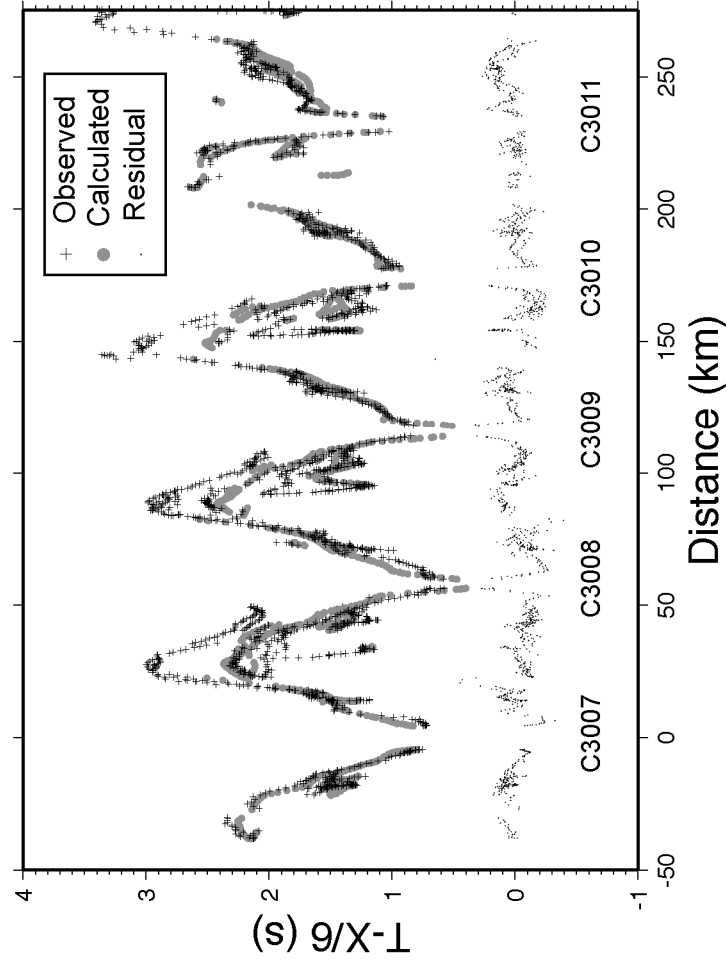 Observed
Calculated
Residual
T-X/6 (s)
4
3
2
1
0
-1
-50
0
50
100
150
200
250
Distance (km)
C3007
C3008
C3009
C3010
C3011